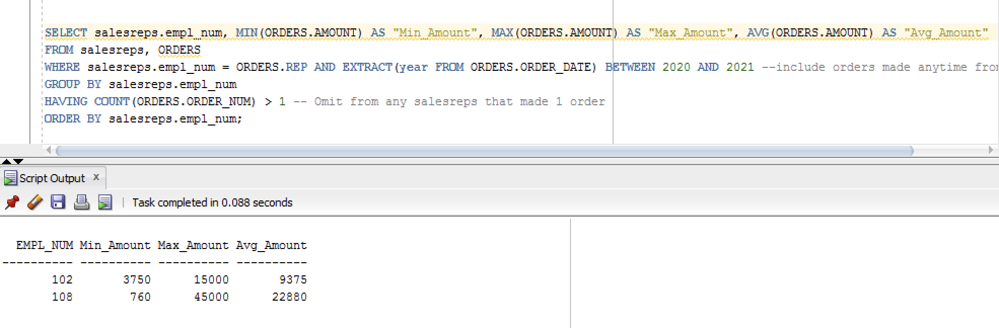 SELECT salesreps.empl_num, MIN(ORDERS.AMOUNT) AS "Min_Amount", MAX(ORDERS.AMOUNT) AS "Max_Amount", AVG(ORDERS.AMOUNT) AS "Avg_Amount"
FROM salesreps, ORDERS
WHERE salesreps.empl_num = ORDERS.REP AND EXTRACT(year FROM ORDERS.ORDER_DATE) BETWEEN 2020 AND 2021 --include orders made anytime fro
GROUP BY salesreps.empl_num
HAVING COUNT(ORDERS.ORDER_NUM) > 1 -- Omit from any salesreps that made 1 order
ORDER BY salesreps.empl_num;
Script Output x
Task completed in 0.088 seconds
EMPL_NUM Min_Amount Max_Amount Avg_Amount
---------- ---------- ---------- ----------
102 3750 15000 9375
108 760 45000 22880